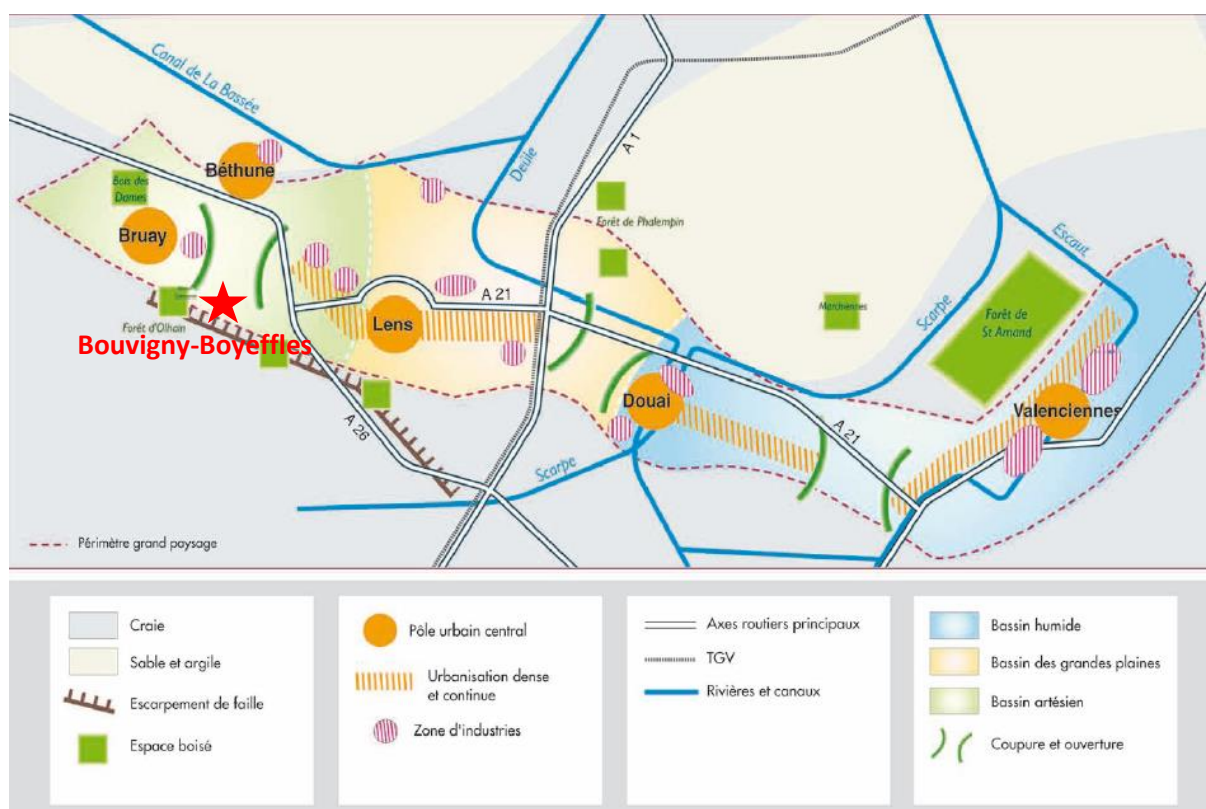 Canal de La Bassée
Béthune
Bois des
Dames
Bruay
Deûle
A 1
Forêt de Phalempin
Escaut
A 21
Lens
Forêt d'Olhain
Bouvigny-Boyeffles
Marchiennes
Scarpe
Forêt de
St Amand
Douai
Valenciennes
A 26
A 21
Scarpe
Périmètre grand paysage
Craie
Sable et argile
Escarpement de faille
Espace boisé
Pôle urbain central
Urbanisation dense
et continue
Zone d'industries
Axes routiers principaux
TGV
Rivières et canaux
Bassin humide
Bassin des grandes plaines
Bassin artésien
Coupure et ouverture